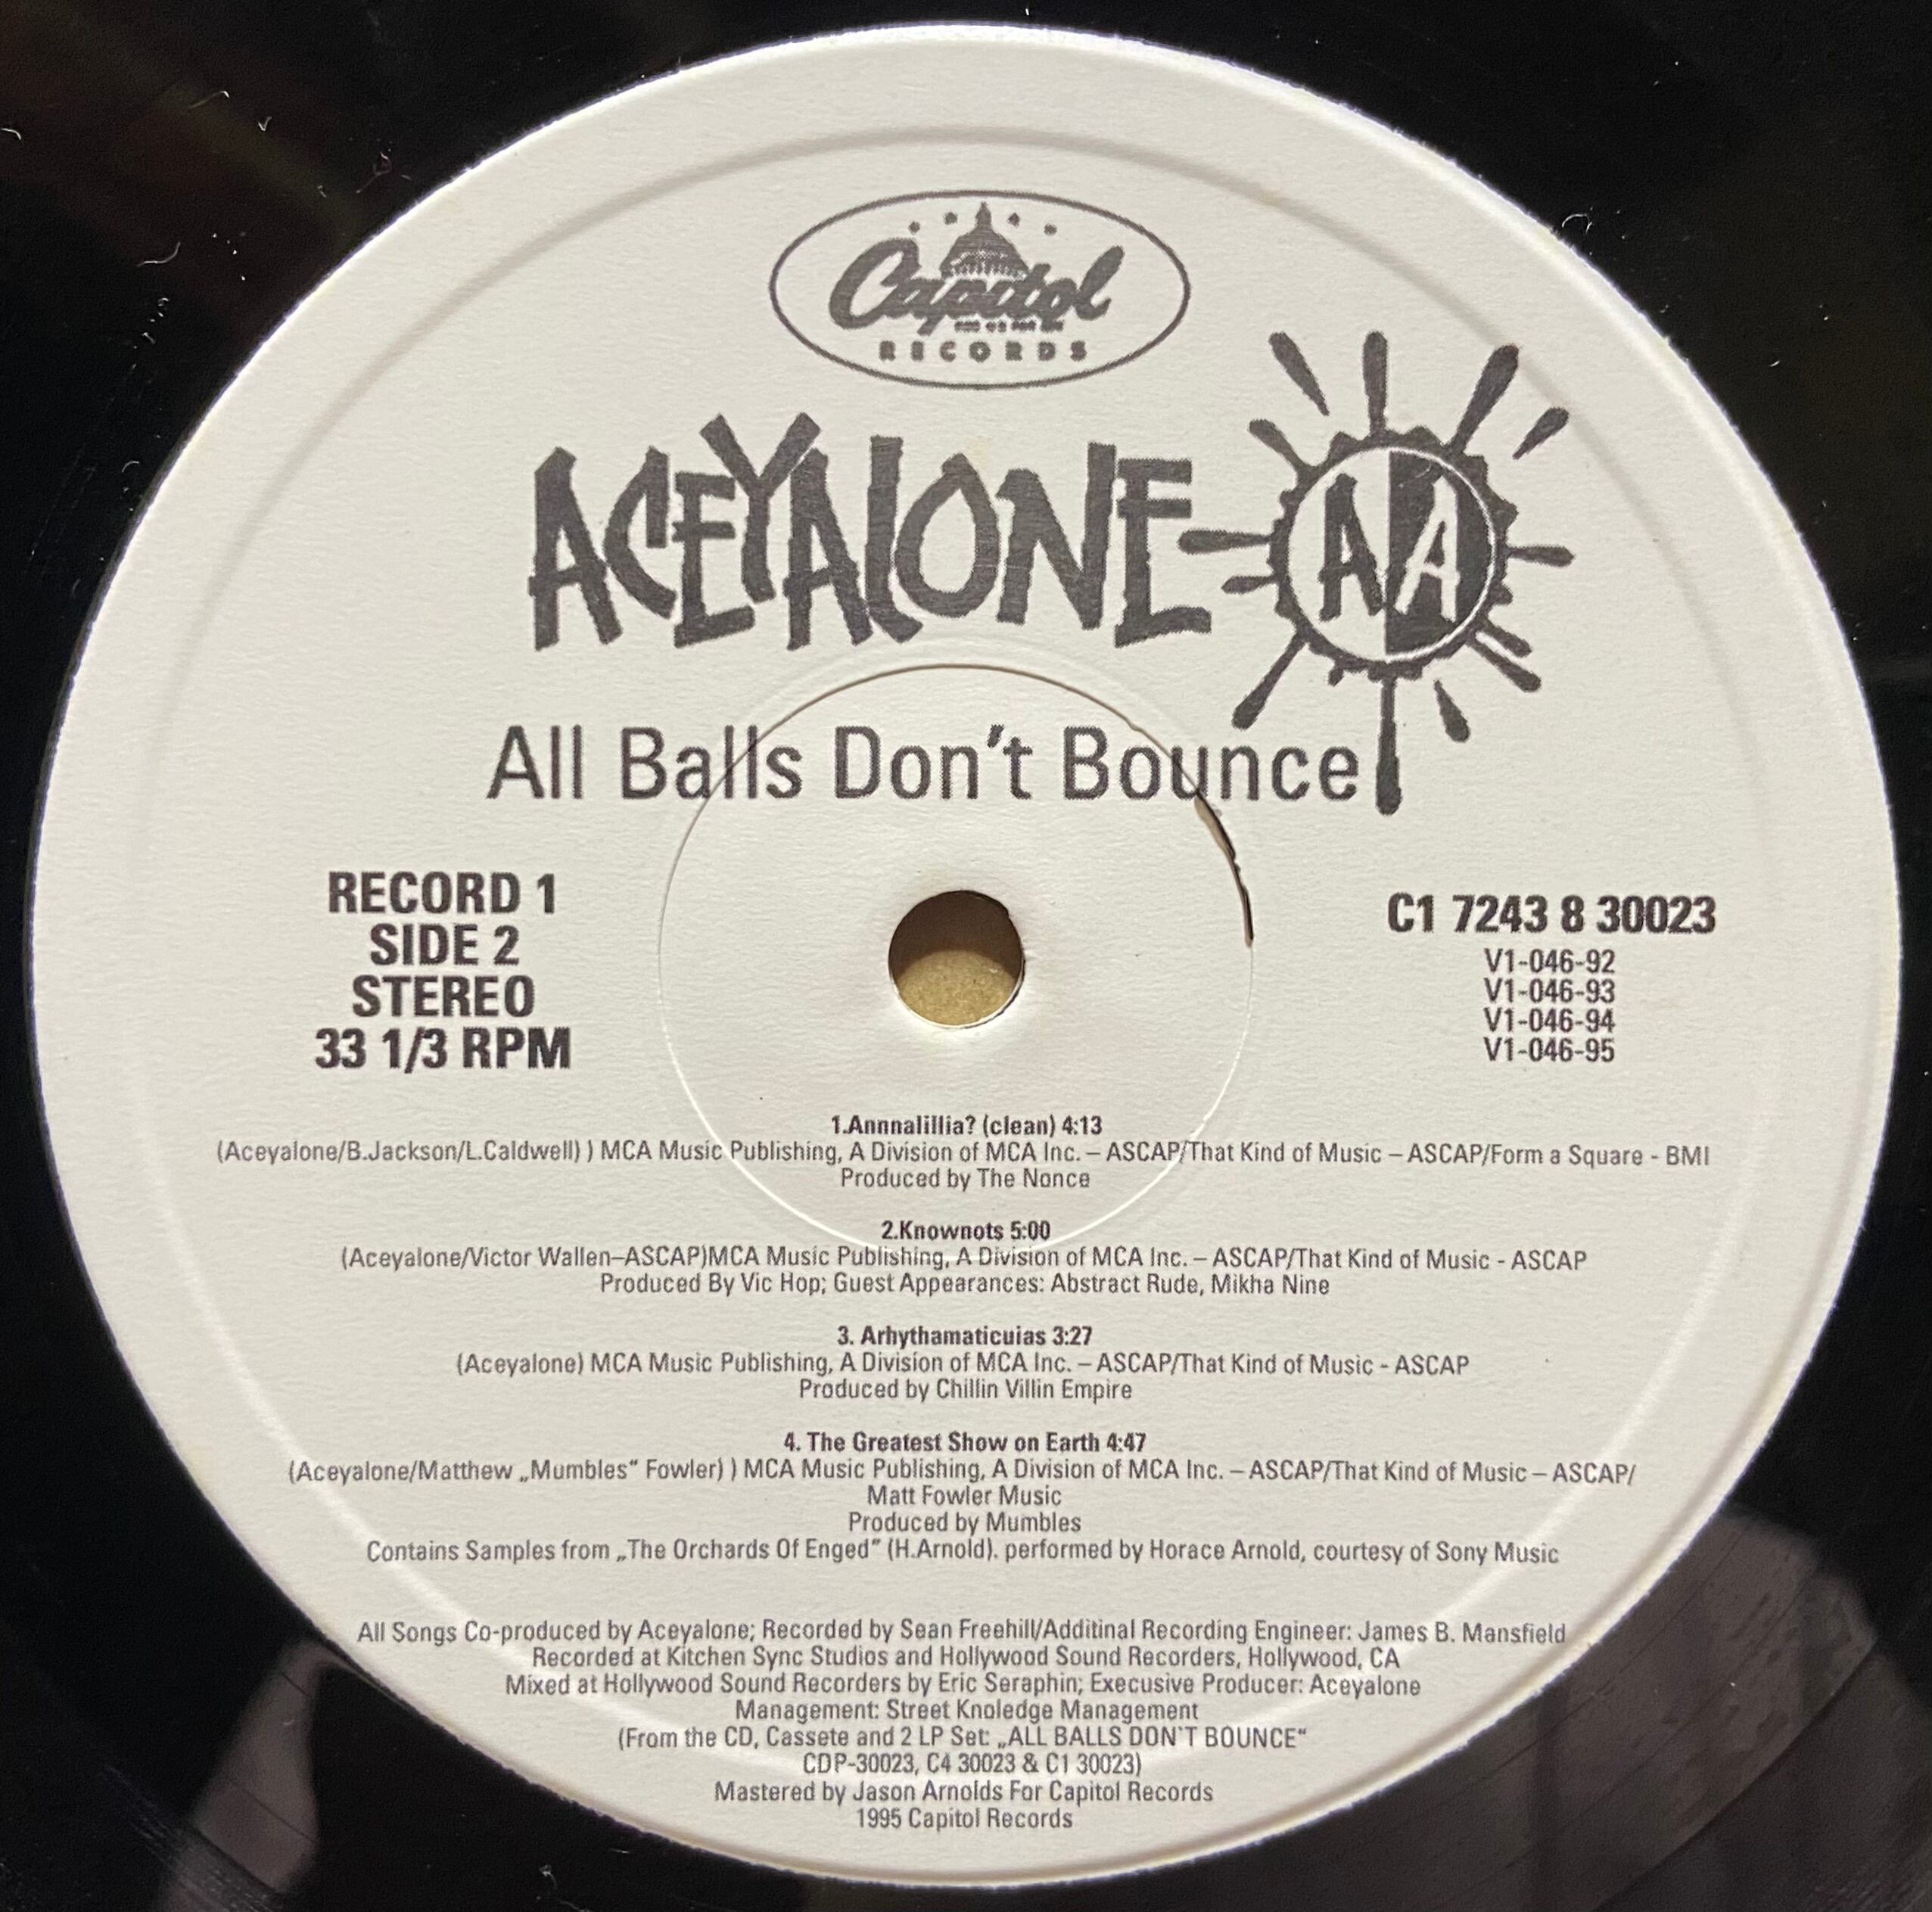 Capitol
RECORDS
ACEYALONE
AA
All Balls Don't Bounce
RECORD 1
SIDE 2
STEREO
33 1/3 RPM
C1 7243 8 30023
V1-046-92
V1-046-93
V1-046-94
V1-046-95
1.Annnalillia? (clean) 4:13
(Aceyalone/B.Jackson/L.Caldwell) ) MCA Music Publishing, A Division of MCA Inc. – ASCAP/That Kind of Music – ASCAP/Form a Square - BMI
Produced by The Nonce
2.Knownots 5:00
(Aceyalone/Victor Wallen–ASCAP)MCA Music Publishing, A Division of MCA Inc. – ASCAP/That Kind of Music - ASCAP
Produced By Vic Hop; Guest Appearances: Abstract Rude, Mikha Nine
3. Arhythamaticuias 3:27
(Aceyalone) MCA Music Publishing, A Division of MCA Inc. – ASCAP/That Kind of Music - ASCAP
Produced by Chillin Villin Empire
4. The Greatest Show on Earth 4:47
(Aceyalone/Matthew „Mumbles“ Fowler) ) MCA Music Publishing, A Division of MCA Inc. – ASCAP/That Kind of Music – ASCAP/
Matt Fowler Music
Produced by Mumbles
Contains Samples from „The Orchards Of Enged” (H.Arnold). performed by Horace Arnold, courtesy of Sony Music
All Songs Co-produced by Aceyalone; Recorded by Sean Freehill/Additinal Recording Engineer: James B. Mansfield
Recorded at Kitchen Sync Studios and Hollywood Sound Recorders, Hollywood, CA
Mixed at Hollywood Sound Recorders by Eric Seraphin; Execusive Producer: Aceyalone
Management: Street Knoledge Management
(From the CD, Cassete and 2 LP Set: „ALL BALLS DON'T BOUNCE“
CDP-30023, C4 30023 & C1 30023)
Mastered by Jason Arnolds For Capitol Records
1995 Capitol Records